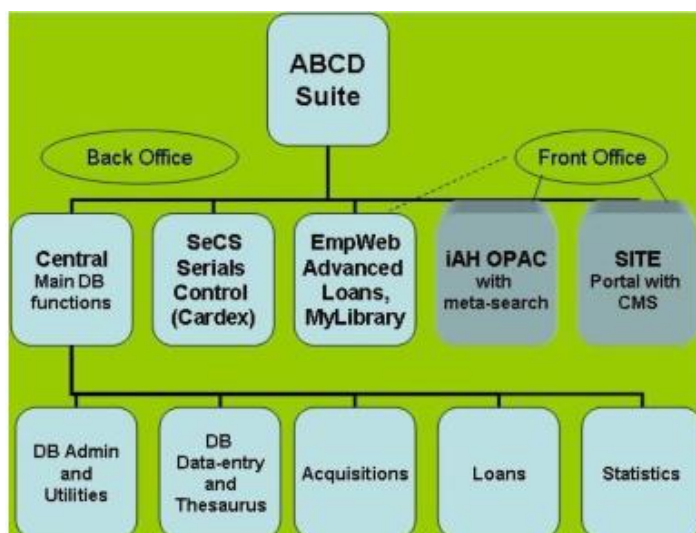 ABCD
Suite
Back Office
Front Office
Central
Main DB
functions
SeCS
Serials
Control
(Cardex)
EmpWeb
Advanced
Loans,
MyLibrary
iAH OPAC
with
meta-search
SITE
Portal with
CMS
DB Admin
and
Utilities
DB
Data-entry
and
Thesaurus
Acquisitions
Loans
Statistics